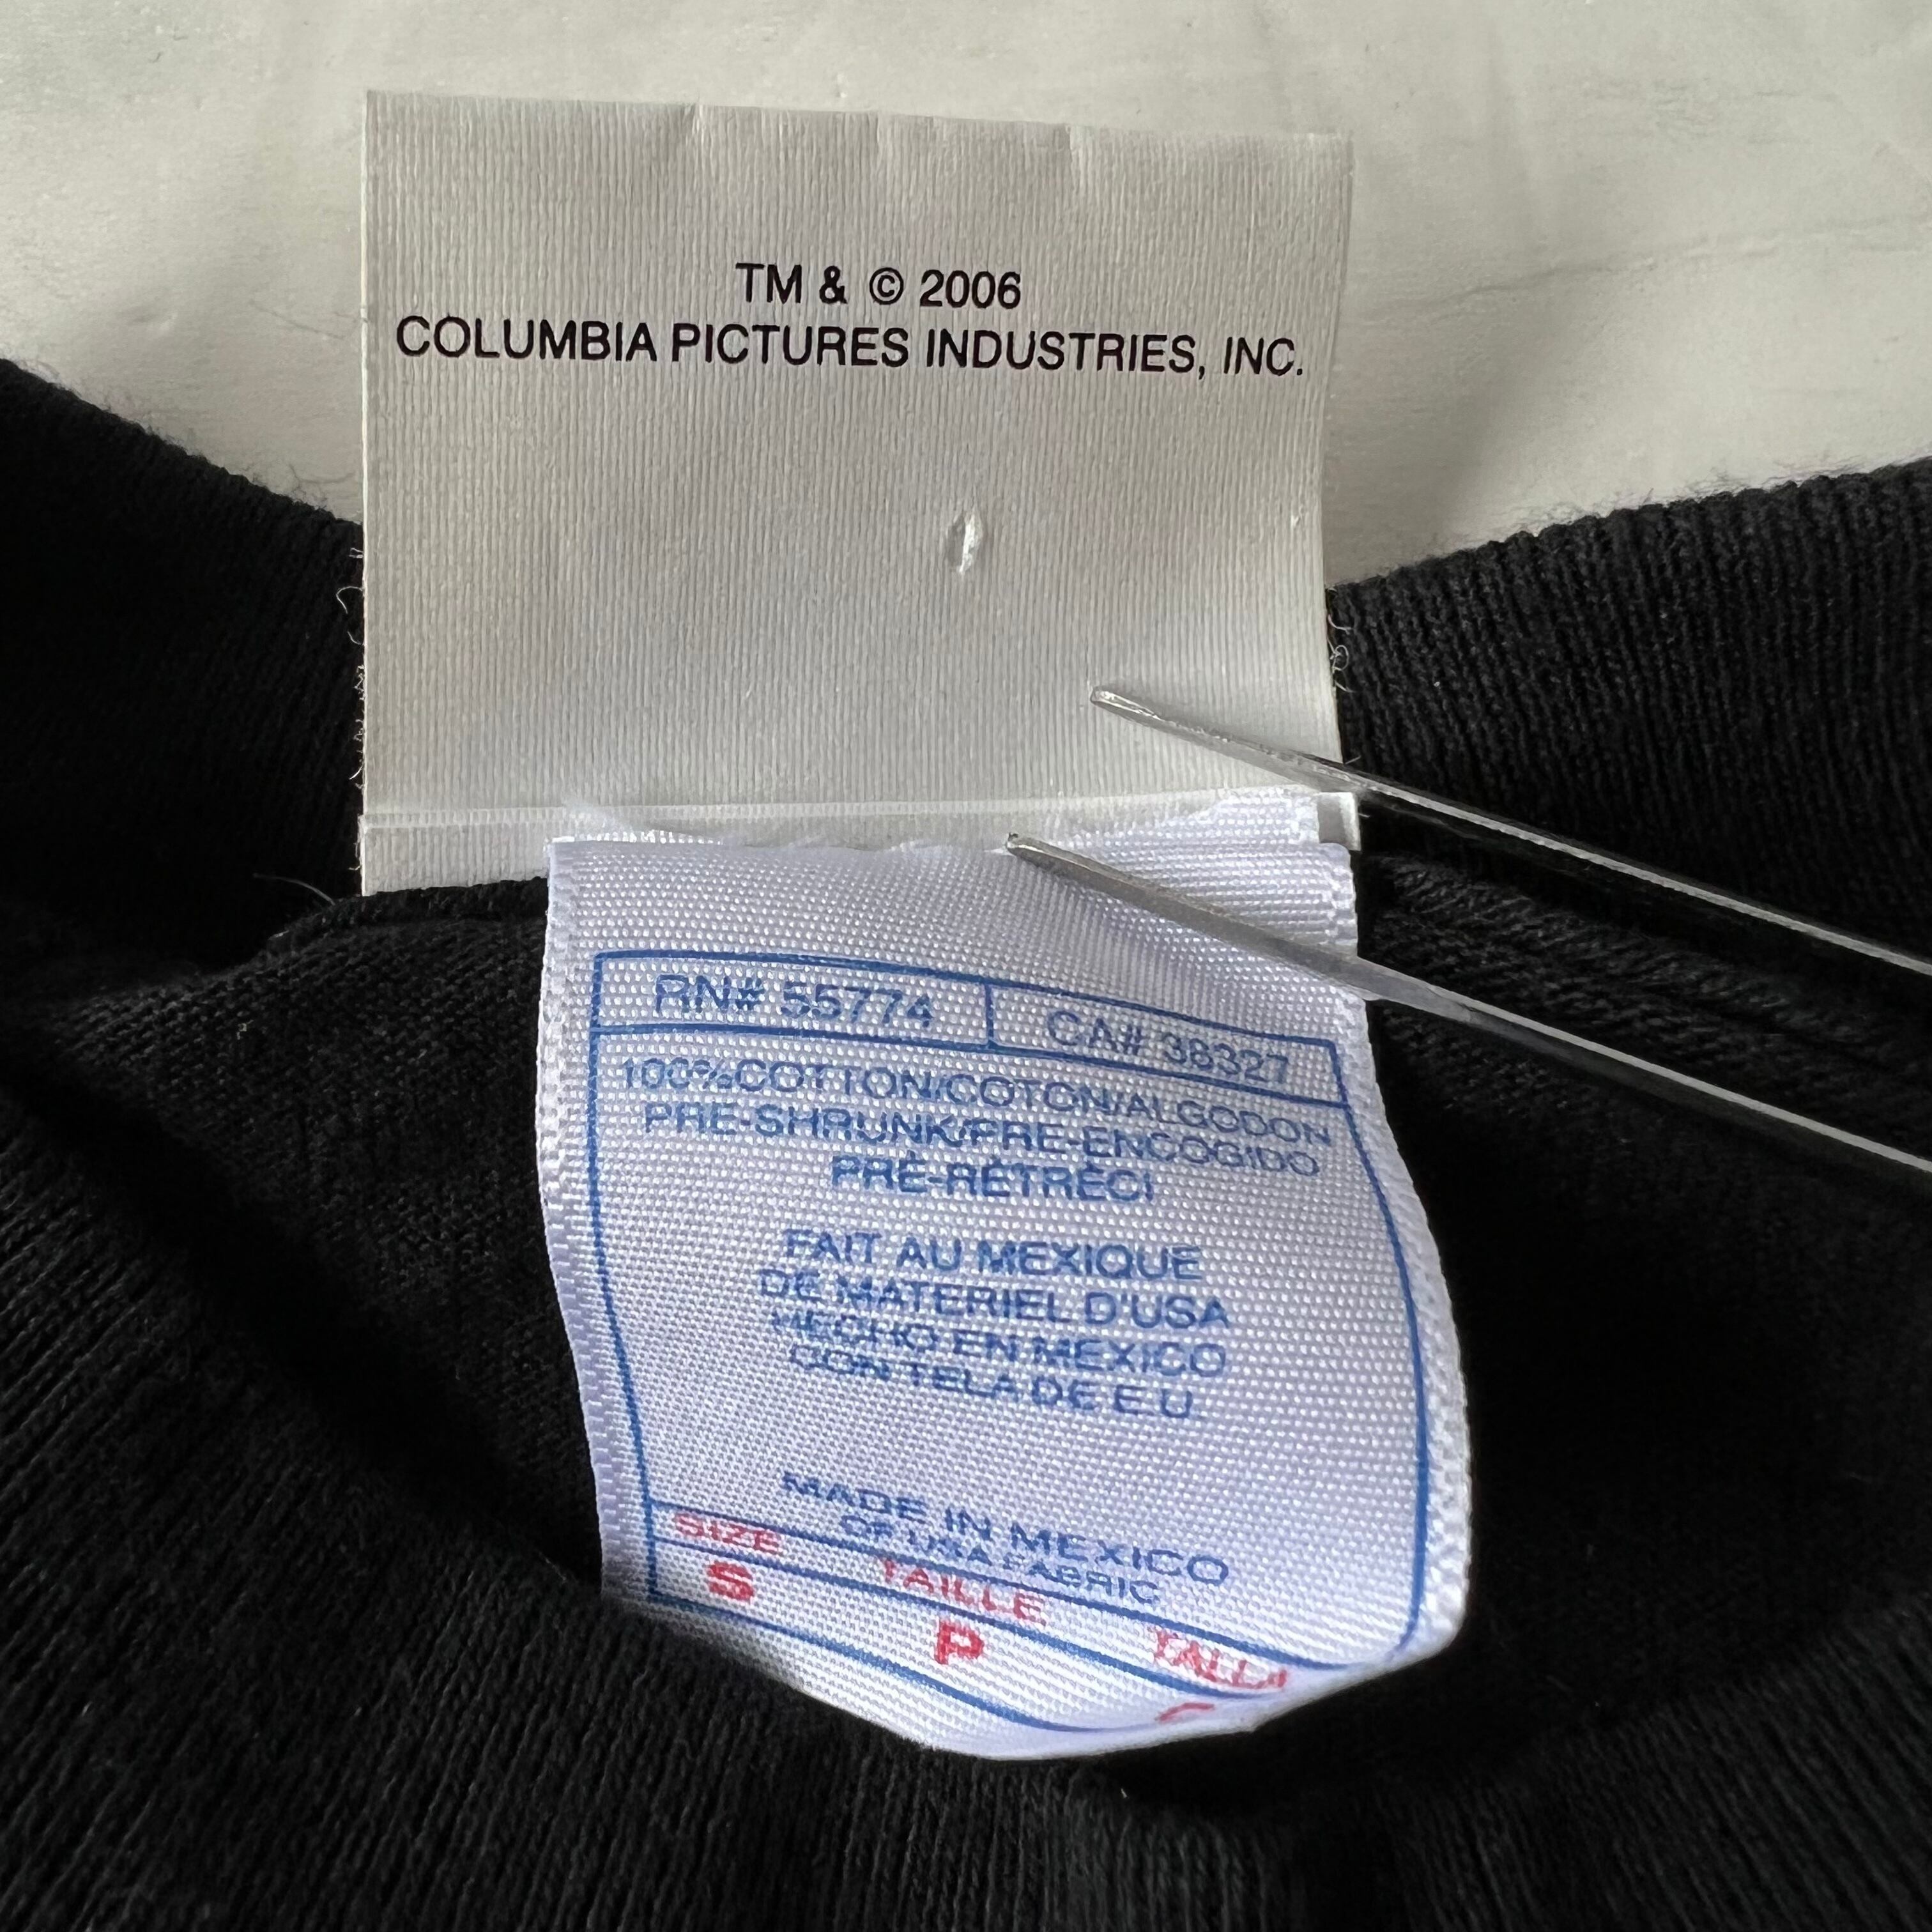 TM & © 2006
COLUMBIA PICTURES INDUSTRIES, INC.
RN# 55774 CA# 38327
100%COTTON/COTON/ALGODON
PRE-SHRUNK/PRE-ENCOGIDO
PRÉ-RÉTRÉCI
FAIT AU MEXIQUE
DE MATERIEL D'USA
HECHO EN MEXICO
CON TELA DE E.U.
MADE IN MEXICO
OF USA FABRIC
SIZE TAILLE
S P